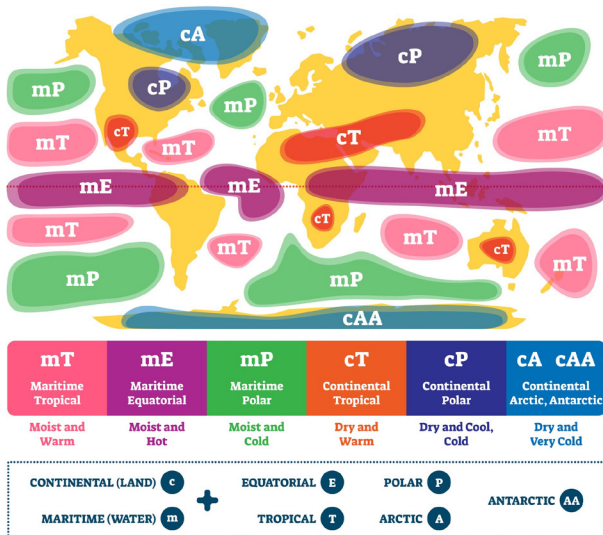 cA
cP
cP
mP
mP
mP
mT
cT
mT
cT
mT
mE
mE
mE
mT
cT
mT
mT
cT
mT
mP
mP
cAA
mT
Maritime
Tropical
Moist and
Warm
mE
Maritime
Equatorial
Moist and
Hot
mP
Maritime
Polar
Moist and
Cold
cT
Continental
Tropical
Dry and
Warm
cP
Continental
Polar
Dry and Cool,
Cold
cA cAA
Continental
Arctic, Antarctic
Dry and
Very Cold
CONTINENTAL (LAND) c
MARITIME (WATER) m
+
EQUATORIAL E
TROPICAL T
POLAR P
ARCTIC A
ANTARCTIC AA